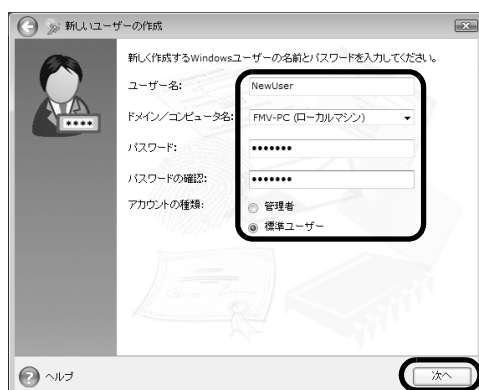 新しいユーザーの作成
新しく作成するWindowsユーザーの名前とパスワードを入力してください。
ユーザー名: NewUser
ドメイン／コンピュータ名: FMV-PC (ローカルマシン)
パスワード: •••••••
パスワードの確認: •••••••
アカウントの種類: 管理者
標準ユーザー
ヘルプ 次へ